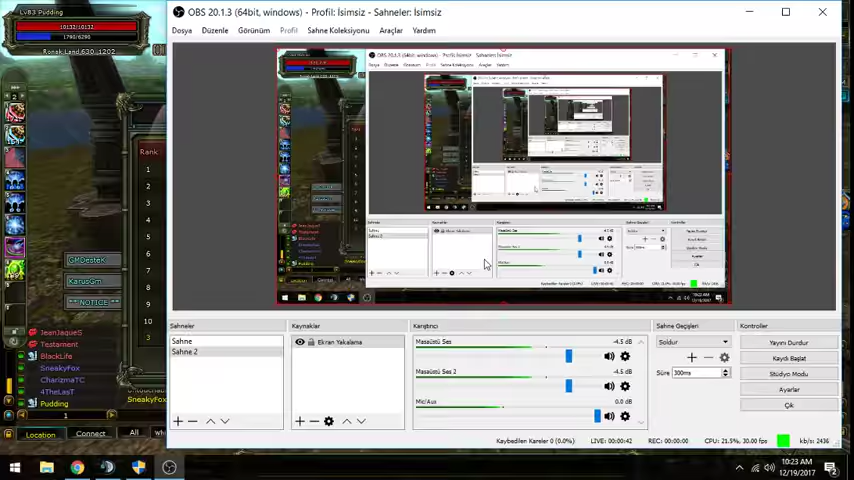 Lv83 Pudding
10132/10132
1790/6290
Ronark Land 630 ,1202
Rank
1
2
3
4
5
6
7
8
9
10
13
GMDesteK
KarusGm
** NOTICE **
JeanJaqueS
Testament
BlackLife
SneakyFox
CharizmaTC
4TheLasT
Pudding
SneakyFox
1
Location
Connect
All
OBS 20.1.3 (64bit, windows) - Profil: İsimsiz - Sahneler: İsimsiz
Dosya Düzenle Görünüm Profil Sahne Koleksiyonu Araçlar Yardım
Sahneler
Sahne
Sahne 2
Kaynaklar
Ekran Yakalama
Karıştırıcı
Masaüstü Ses -4.5 dB
Masaüstü Ses 2 -4.5 dB
Mic/Aux 0.0 dB
Sahne Geçişleri
Soldur
Süre 300ms
Kontroller
Yayını Durdur
Kaydı Başlat
Stüdyo Modu
Ayarlar
Çık
Kaybedilen Kareler 0 (0.0%) LIVE: 00:00:42 REC: 00:00:00 CPU: 21.5%, 30.00 fps kb/s: 2436
10:23 AM
12/19/2017